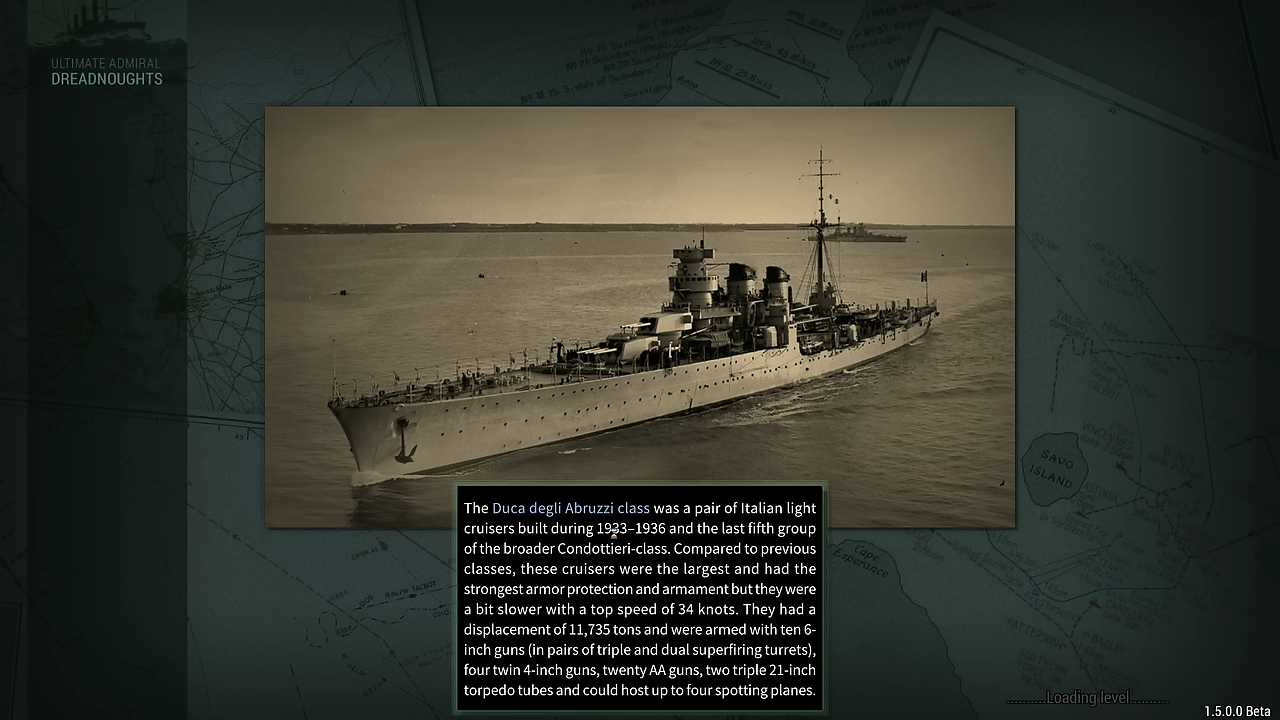 ULTIMATE ADMIRAL
DREADNOUGHTS
SAVO
ISLAND
Cape
Esperance
RALPH TALBOT
The Duca degli Abruzzi class was a pair of Italian light
cruisers built during 1933–1936 and the last fifth group
of the broader Condottieri-class. Compared to previous
classes, these cruisers were the largest and had the
strongest armor protection and armament but they were
a bit slower with a top speed of 34 knots. They had a
displacement of 11,735 tons and were armed with ten 6-
inch guns (in pairs of triple and dual superfiring turrets),
four twin 4-inch guns, twenty AA guns, two triple 21-inch
torpedo tubes and could host up to four spotting planes.
..........Loading level..........
1.5.0.0 Beta